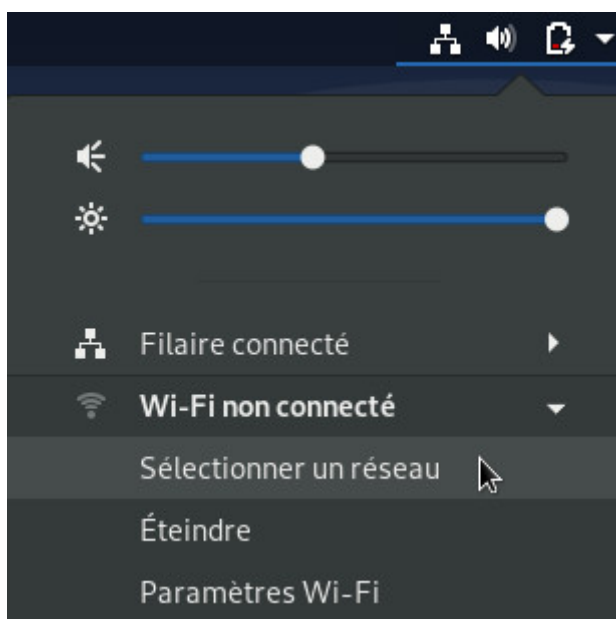 Filaire connecté
Wi-Fi non connecté
Sélectionner un réseau
Éteindre
Paramètres Wi-Fi